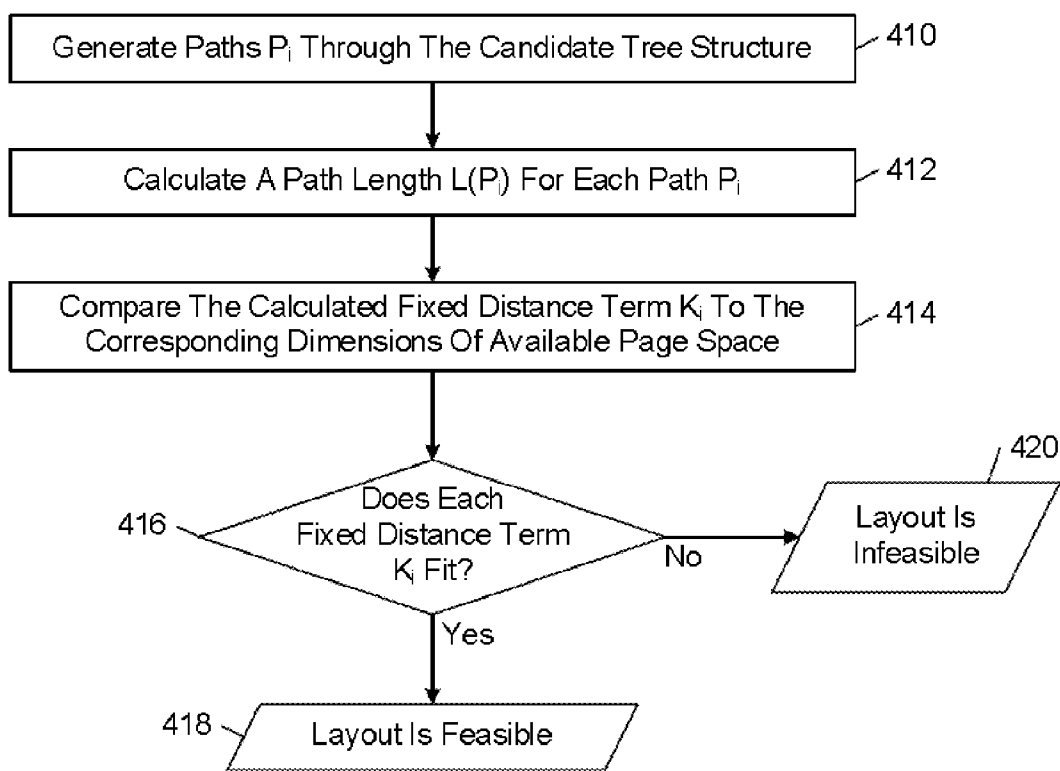 Generate Paths Pi Through The Candidate Tree Structure
410
Calculate A Path Length L(Pi) For Each Path Pi
412
Compare The Calculated Fixed Distance Term Ki To The
Corresponding Dimensions Of Available Page Space
414
Does Each
Fixed Distance Term
Ki Fit?
416
No
420
Layout Is
Infeasible
Yes
418
Layout Is Feasible